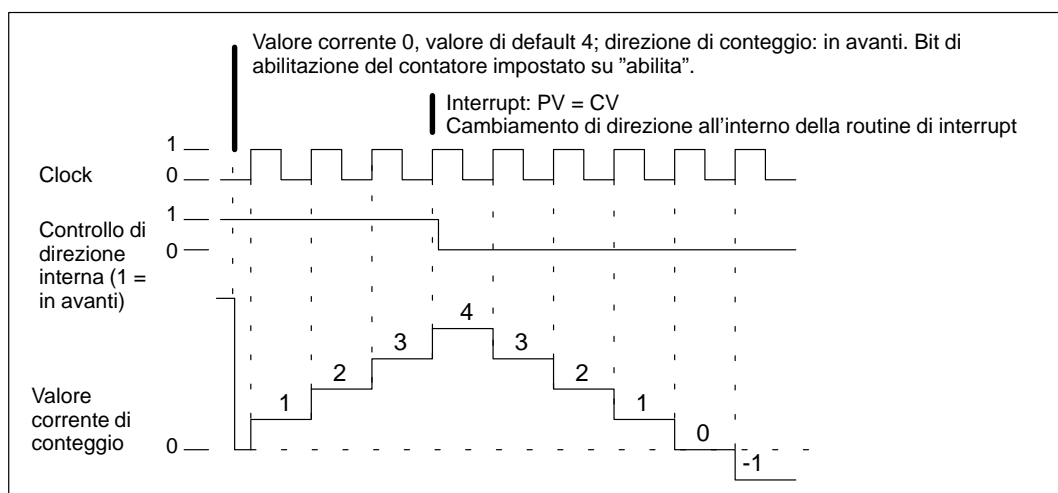 Valore corrente 0, valore di default 4; direzione di conteggio: in avanti. Bit di
abilitazione del contatore impostato su ”abilita”.
Interrupt: PV = CV
Cambiamento di direzione all'interno della routine di interrupt
1
Clock
0
1
Controllo di
direzione
0
interna (1 =
in avanti)
4
3
3
2
2
1
1
Valore
corrente di
conteggio
0
0
-1